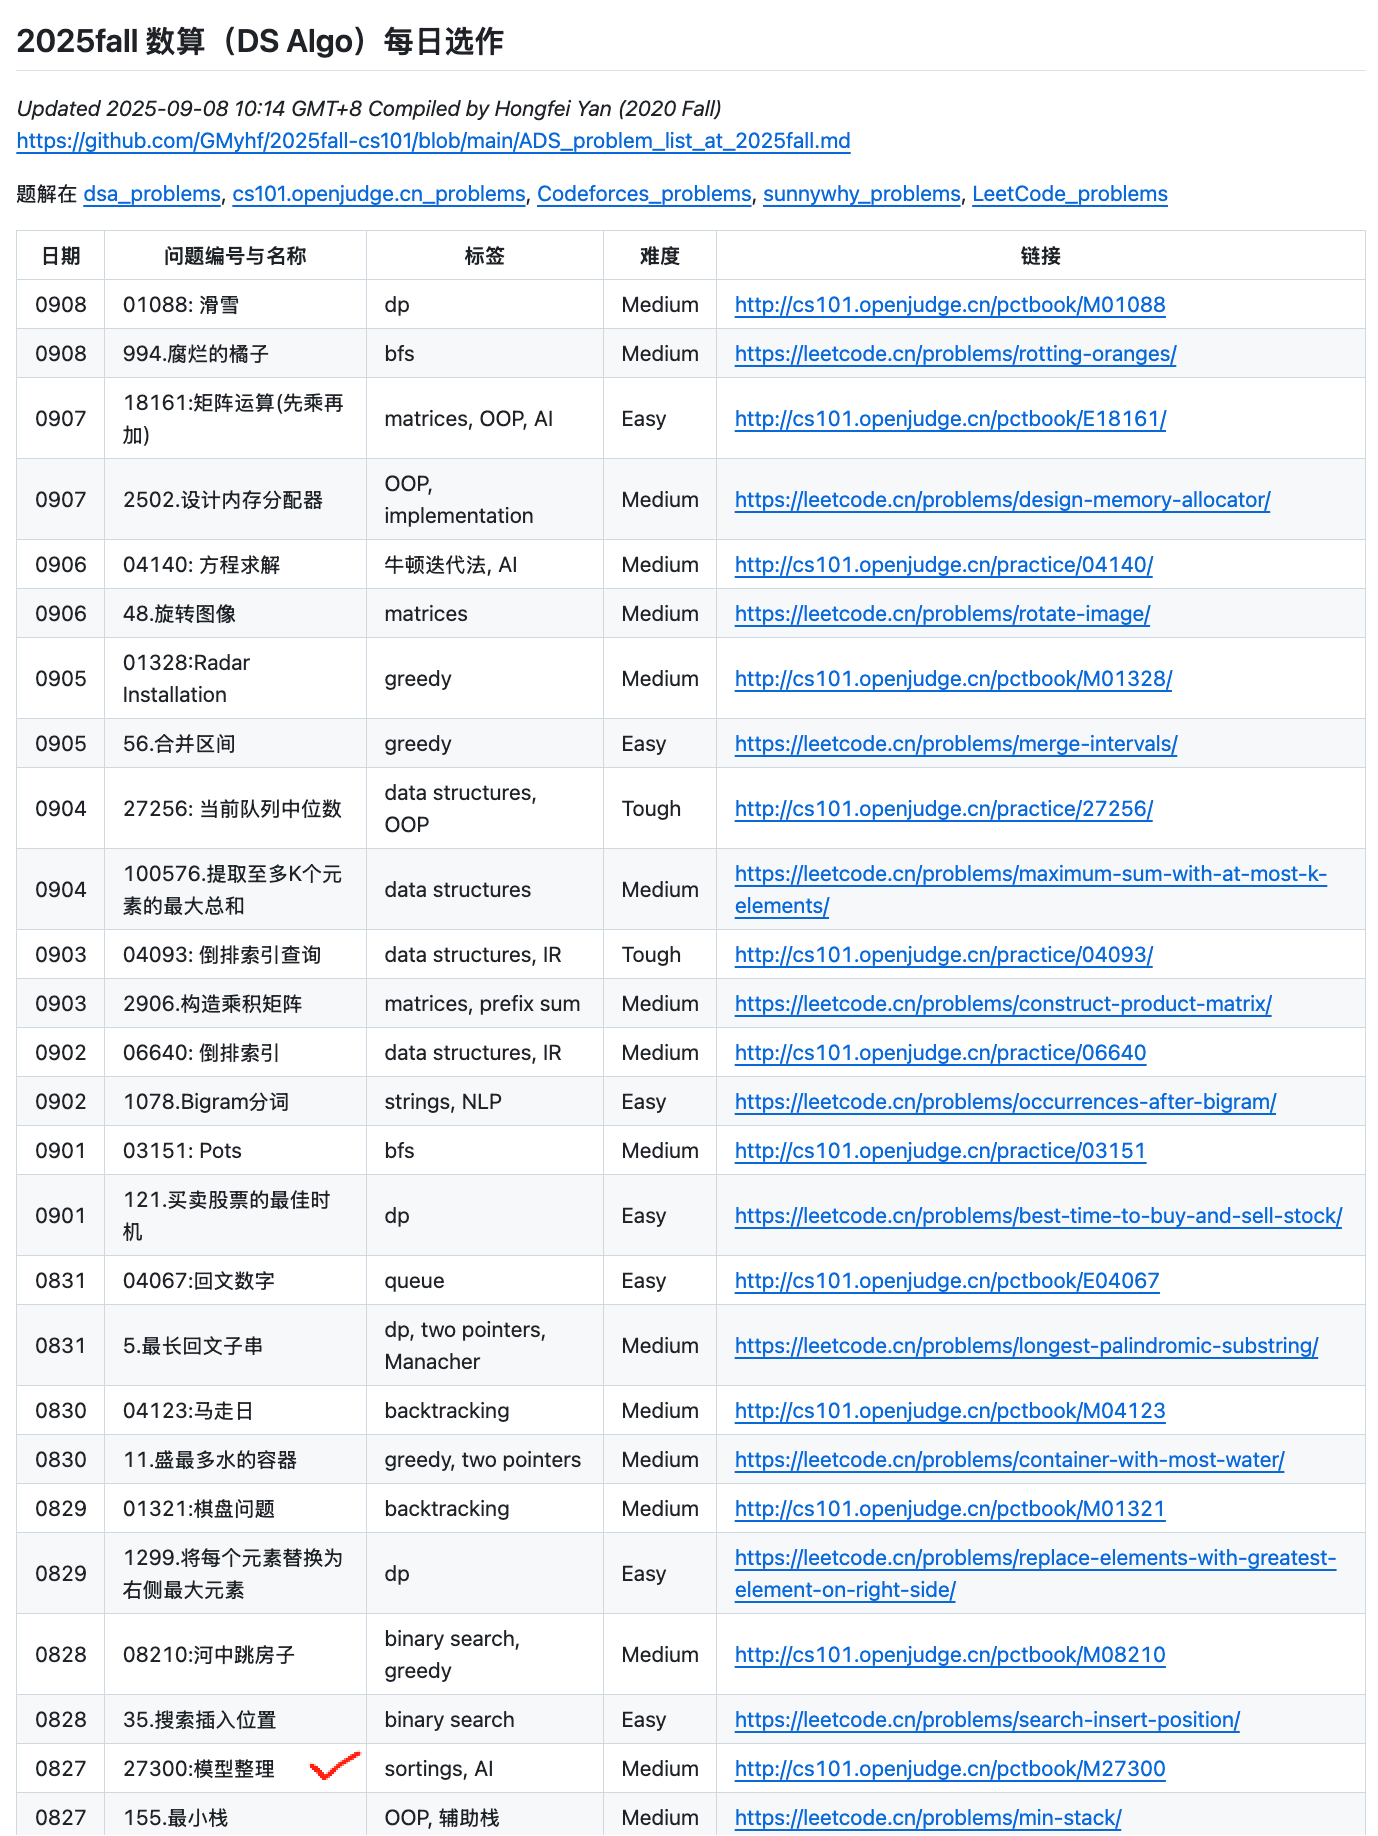 2025fall 数算（DS Algo）每日选作
Updated 2025-09-08 10:14 GMT+8 Compiled by Hongfei Yan (2020 Fall)
https://github.com/GMyhf/2025fall-cs101/blob/main/ADS_problem_list_at_2025fall.md
题解在 dsa_problems, cs101.openjudge.cn_problems, Codeforces_problems, sunnywhy_problems, LeetCode_problems
日期 问题编号与名称 标签 难度 链接
0908 01088: 滑雪 dp Medium http://cs101.openjudge.cn/pctbook/M01088
0908 994.腐烂的橘子 bfs Medium https://leetcode.cn/problems/rotting-oranges/
0907 18161:矩阵运算(先乘再
加) matrices, OOP, AI Easy http://cs101.openjudge.cn/pctbook/E18161/
0907 2502.设计内存分配器 OOP,
implementation Medium https://leetcode.cn/problems/design-memory-allocator/
0906 04140: 方程求解 牛顿迭代法, AI Medium http://cs101.openjudge.cn/practice/04140/
0906 48.旋转图像 matrices Medium https://leetcode.cn/problems/rotate-image/
0905 01328:Radar
Installation greedy Medium http://cs101.openjudge.cn/pctbook/M01328/
0905 56.合并区间 greedy Easy https://leetcode.cn/problems/merge-intervals/
0904 27256: 当前队列中位数 data structures,
OOP Tough http://cs101.openjudge.cn/practice/27256/
0904 100576.提取至多K个元
素的最大总和 data structures Medium https://leetcode.cn/problems/maximum-sum-with-at-most-k-
elements/
0903 04093: 倒排索引查询 data structures, IR Tough http://cs101.openjudge.cn/practice/04093/
0903 2906.构造乘积矩阵 matrices, prefix sum Medium https://leetcode.cn/problems/construct-product-matrix/
0902 06640: 倒排索引 data structures, IR Medium http://cs101.openjudge.cn/practice/06640
0902 1078.Bigram分词 strings, NLP Easy https://leetcode.cn/problems/occurrences-after-bigram/
0901 03151: Pots bfs Medium http://cs101.openjudge.cn/practice/03151
0901 121.买卖股票的最佳时
机 dp Easy https://leetcode.cn/problems/best-time-to-buy-and-sell-stock/
0831 04067:回文数字 queue Easy http://cs101.openjudge.cn/pctbook/E04067
0831 5.最长回文子串 dp, two pointers,
Manacher Medium https://leetcode.cn/problems/longest-palindromic-substring/
0830 04123:马走日 backtracking Medium http://cs101.openjudge.cn/pctbook/M04123
0830 11.盛最多水的容器 greedy, two pointers Medium https://leetcode.cn/problems/container-with-most-water/
0829 01321:棋盘问题 backtracking Medium http://cs101.openjudge.cn/pctbook/M01321
0829 1299.将每个元素替换为
右侧最大元素 dp Easy https://leetcode.cn/problems/replace-elements-with-greatest-
element-on-right-side/
0828 08210:河中跳房子 binary search,
greedy Medium http://cs101.openjudge.cn/pctbook/M08210
0828 35.搜索插入位置 binary search Easy https://leetcode.cn/problems/search-insert-position/
0827 27300:模型整理 sortings, AI Medium http://cs101.openjudge.cn/pctbook/M27300
0827 155.最小栈 OOP, 辅助栈 Medium https://leetcode.cn/problems/min-stack/